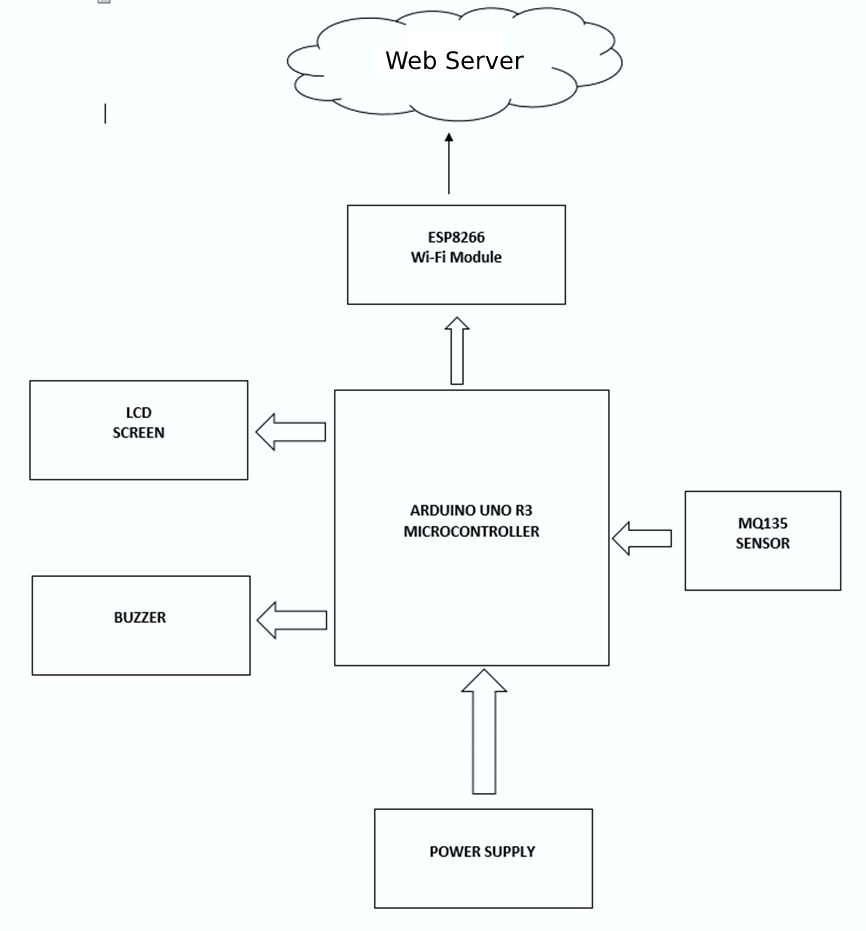 Web Server
ESP8266
Wi-Fi Module
LCD
SCREEN
ARDUINO UNO R3
MICROCONTROLLER
MQ135
SENSOR
BUZZER
POWER SUPPLY